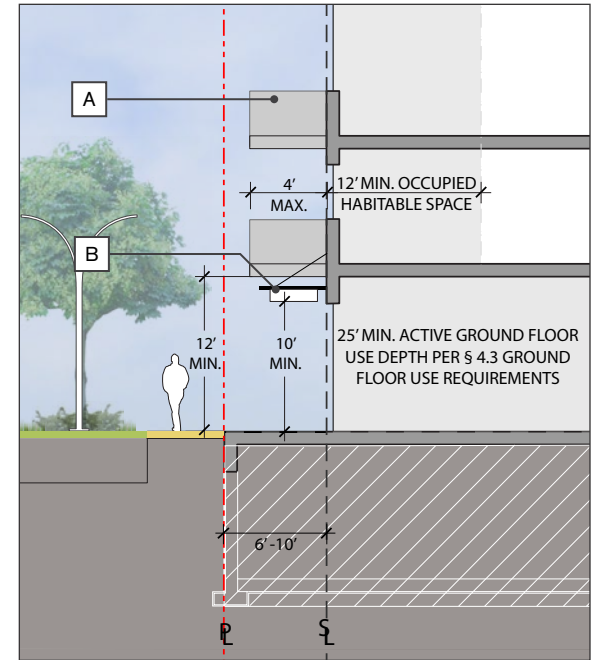 A
4’
MAX.
12’ MIN. OCCUPIED
HABITABLE SPACE
B
12’
MIN.
10’
MIN.
25’ MIN. ACTIVE GROUND FLOOR
USE DEPTH PER § 4.3 GROUND
FLOOR USE REQUIREMENTS
6’ -10’
PL
SL